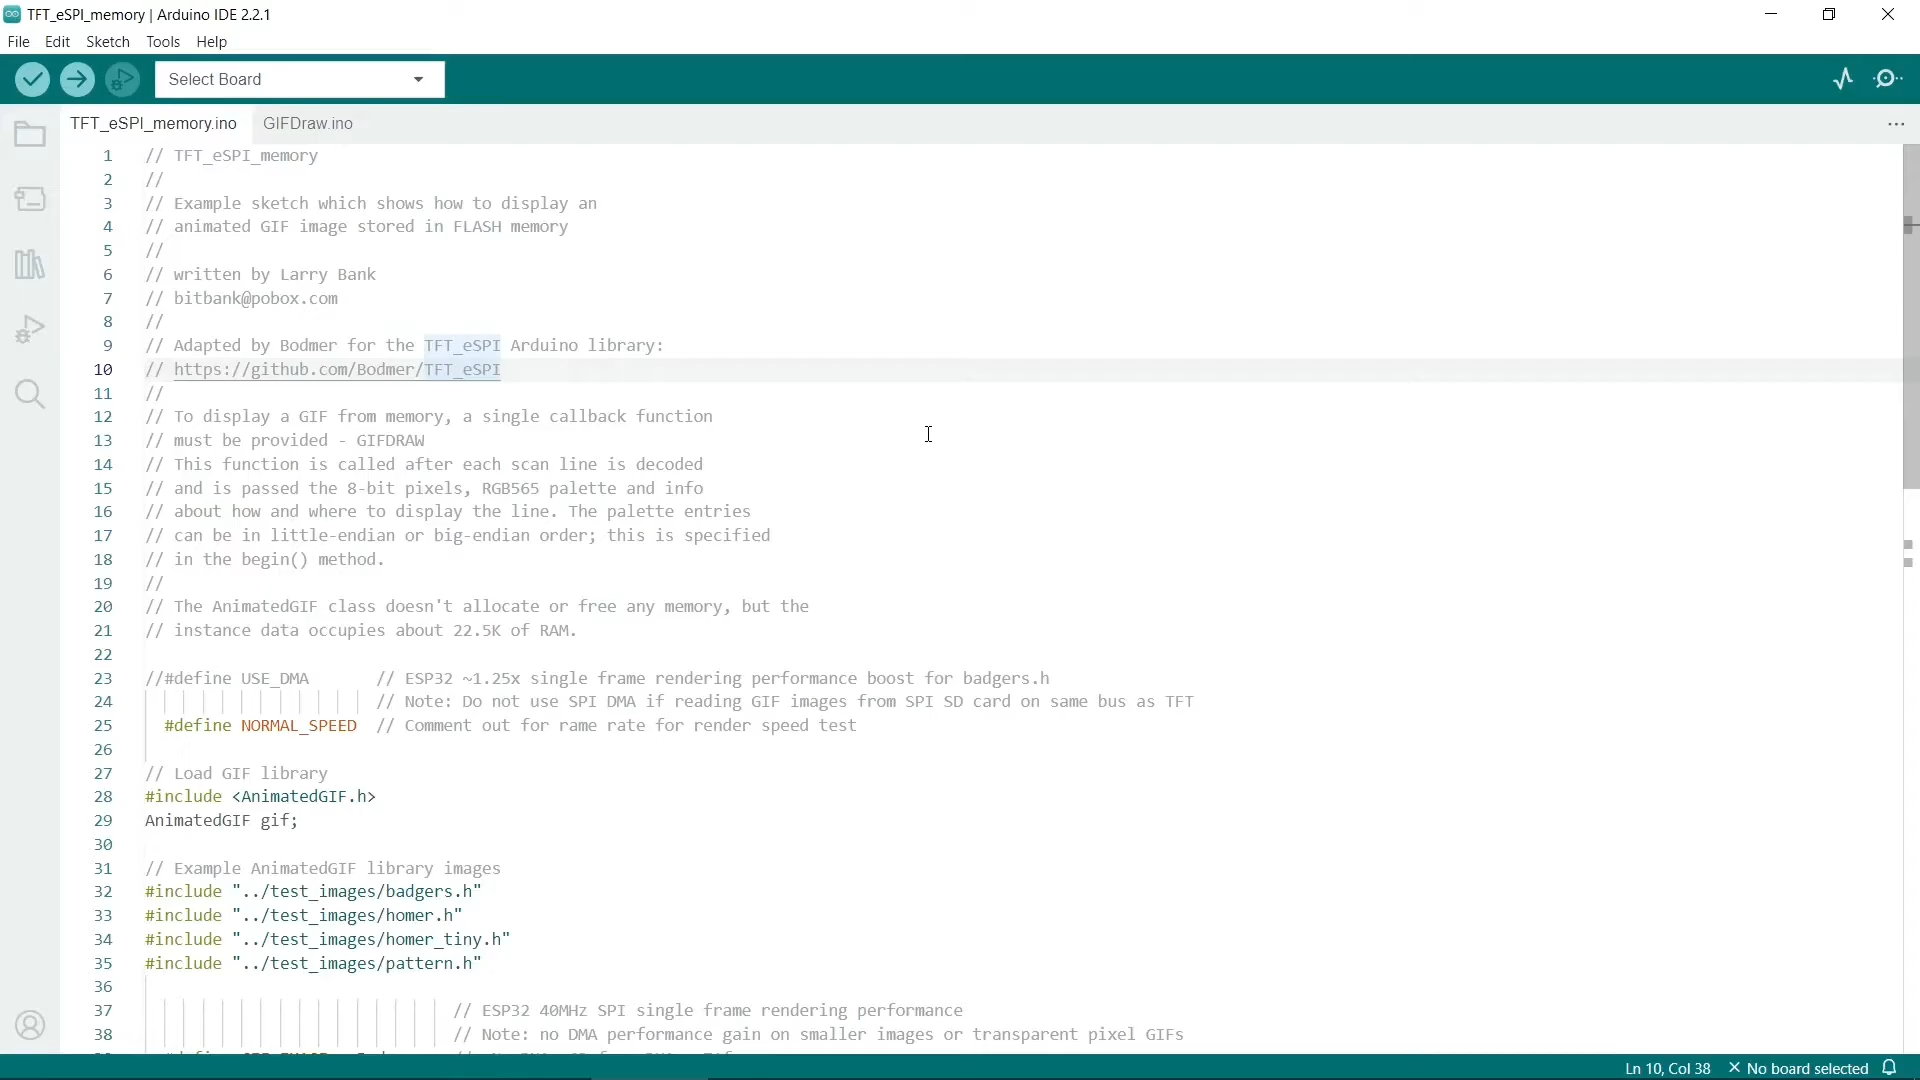 TFT_eSPI_memory | Arduino IDE 2.2.1
File Edit Sketch Tools Help
Select Board
TFT_eSPI_memory.ino GIFDraw.ino
1 // TFT_eSPI_memory
2 //
3 // Example sketch which shows how to display an
4 // animated GIF image stored in FLASH memory
5 //
6 // written by Larry Bank
7 // bitbank@pobox.com
8 //
9 // Adapted by Bodmer for the TFT_eSPI Arduino library:
10 // https://github.com/Bodmer/TFT_eSPI
11 //
12 // To display a GIF from memory, a single callback function
13 // must be provided - GIFDRAW
14 // This function is called after each scan line is decoded
15 // and is passed the 8-bit pixels, RGB565 palette and info
16 // about how and where to display the line. The palette entries
17 // can be in little-endian or big-endian order; this is specified
18 // in the begin() method.
19 //
20 // The AnimatedGIF class doesn't allocate or free any memory, but the
21 // instance data occupies about 22.5K of RAM.
22
23 //#define USE_DMA // ESP32 ~1.25x single frame rendering performance boost for badgers.h
24 // Note: Do not use SPI DMA if reading GIF images from SPI SD card on same bus as TFT
25 #define NORMAL_SPEED // Comment out for rame rate for render speed test
26
27 // Load GIF library
28 #include <AnimatedGIF.h>
29 AnimatedGIF gif;
30
31 // Example AnimatedGIF library images
32 #include "../test_images/badgers.h"
33 #include "../test_images/homer.h"
34 #include "../test_images/homer_tiny.h"
35 #include "../test_images/pattern.h"
36
37 // ESP32 40MHz SPI single frame rendering performance
38 // Note: no DMA performance gain on smaller images or transparent pixel GIFs
Ln 10, Col 38 No board selected